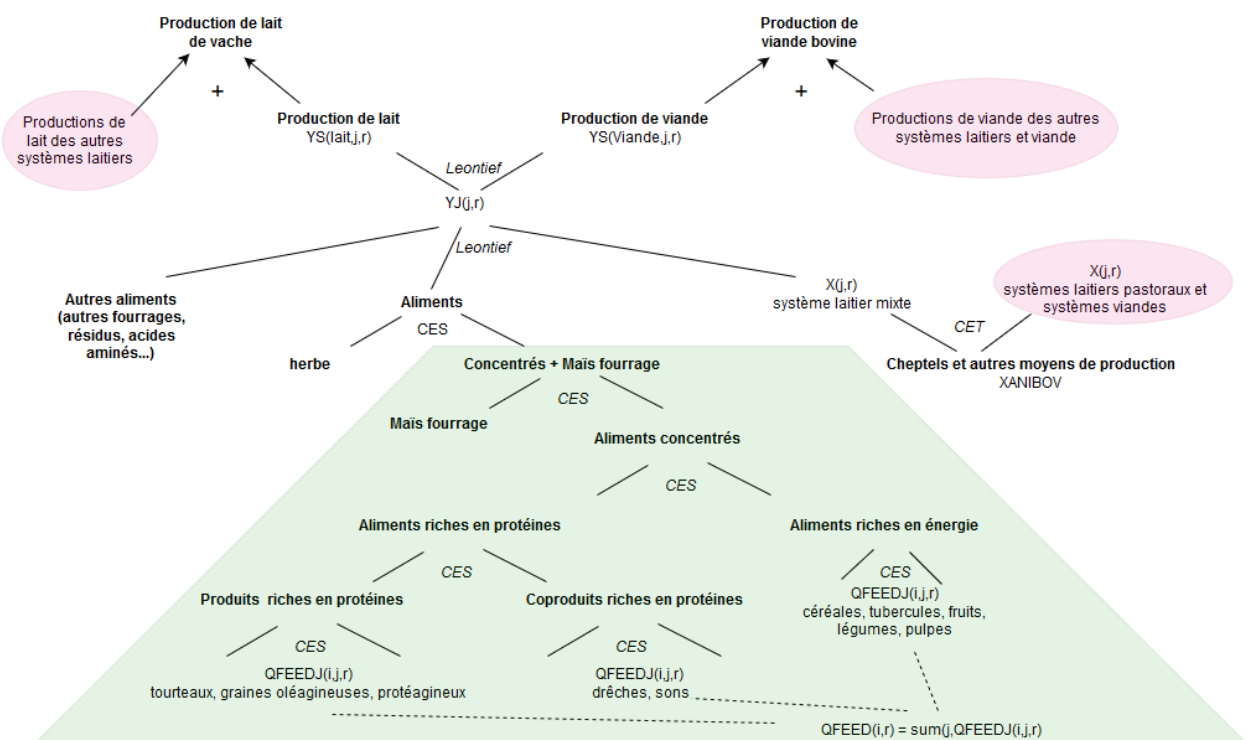 Production de lait
de vache
Production de
viande bovine
+
+
Productions de
lait des autres
systèmes laitiers
Production de lait
YS(lait,j,r)
Production de viande
YS(Viande,j,r)
Productions de viande des autres
systèmes laitiers et viande
Leontief
YJ(j,r)
Leontief
Autres aliments
(autres fourrages,
résidus, acides
aminés...)
Aliments
X(j,r)
système laitier mixte
X(j,r)
systèmes laitiers pastoraux et
systèmes viandes
CES
CET
herbe
Concentrés + Maïs fourrage
Cheptels et autres moyens de production
XANIBOV
CES
Maïs fourrage
Aliments concentrés
CES
Aliments riches en protéines
Aliments riches en énergie
CES
CES
Produits riches en protéines
Coproduits riches en protéines
QFEEDJ(i,j,r)
céréales, tubercules, fruits,
légumes, pulpes
CES
CES
QFEEDJ(i,j,r)
tourteaux, graines oléagineuses, protéagineux
QFEEDJ(i,j,r)
drêches, sons
QFEED(i,r) = sum(j,QFEEDJ(i,j,r)